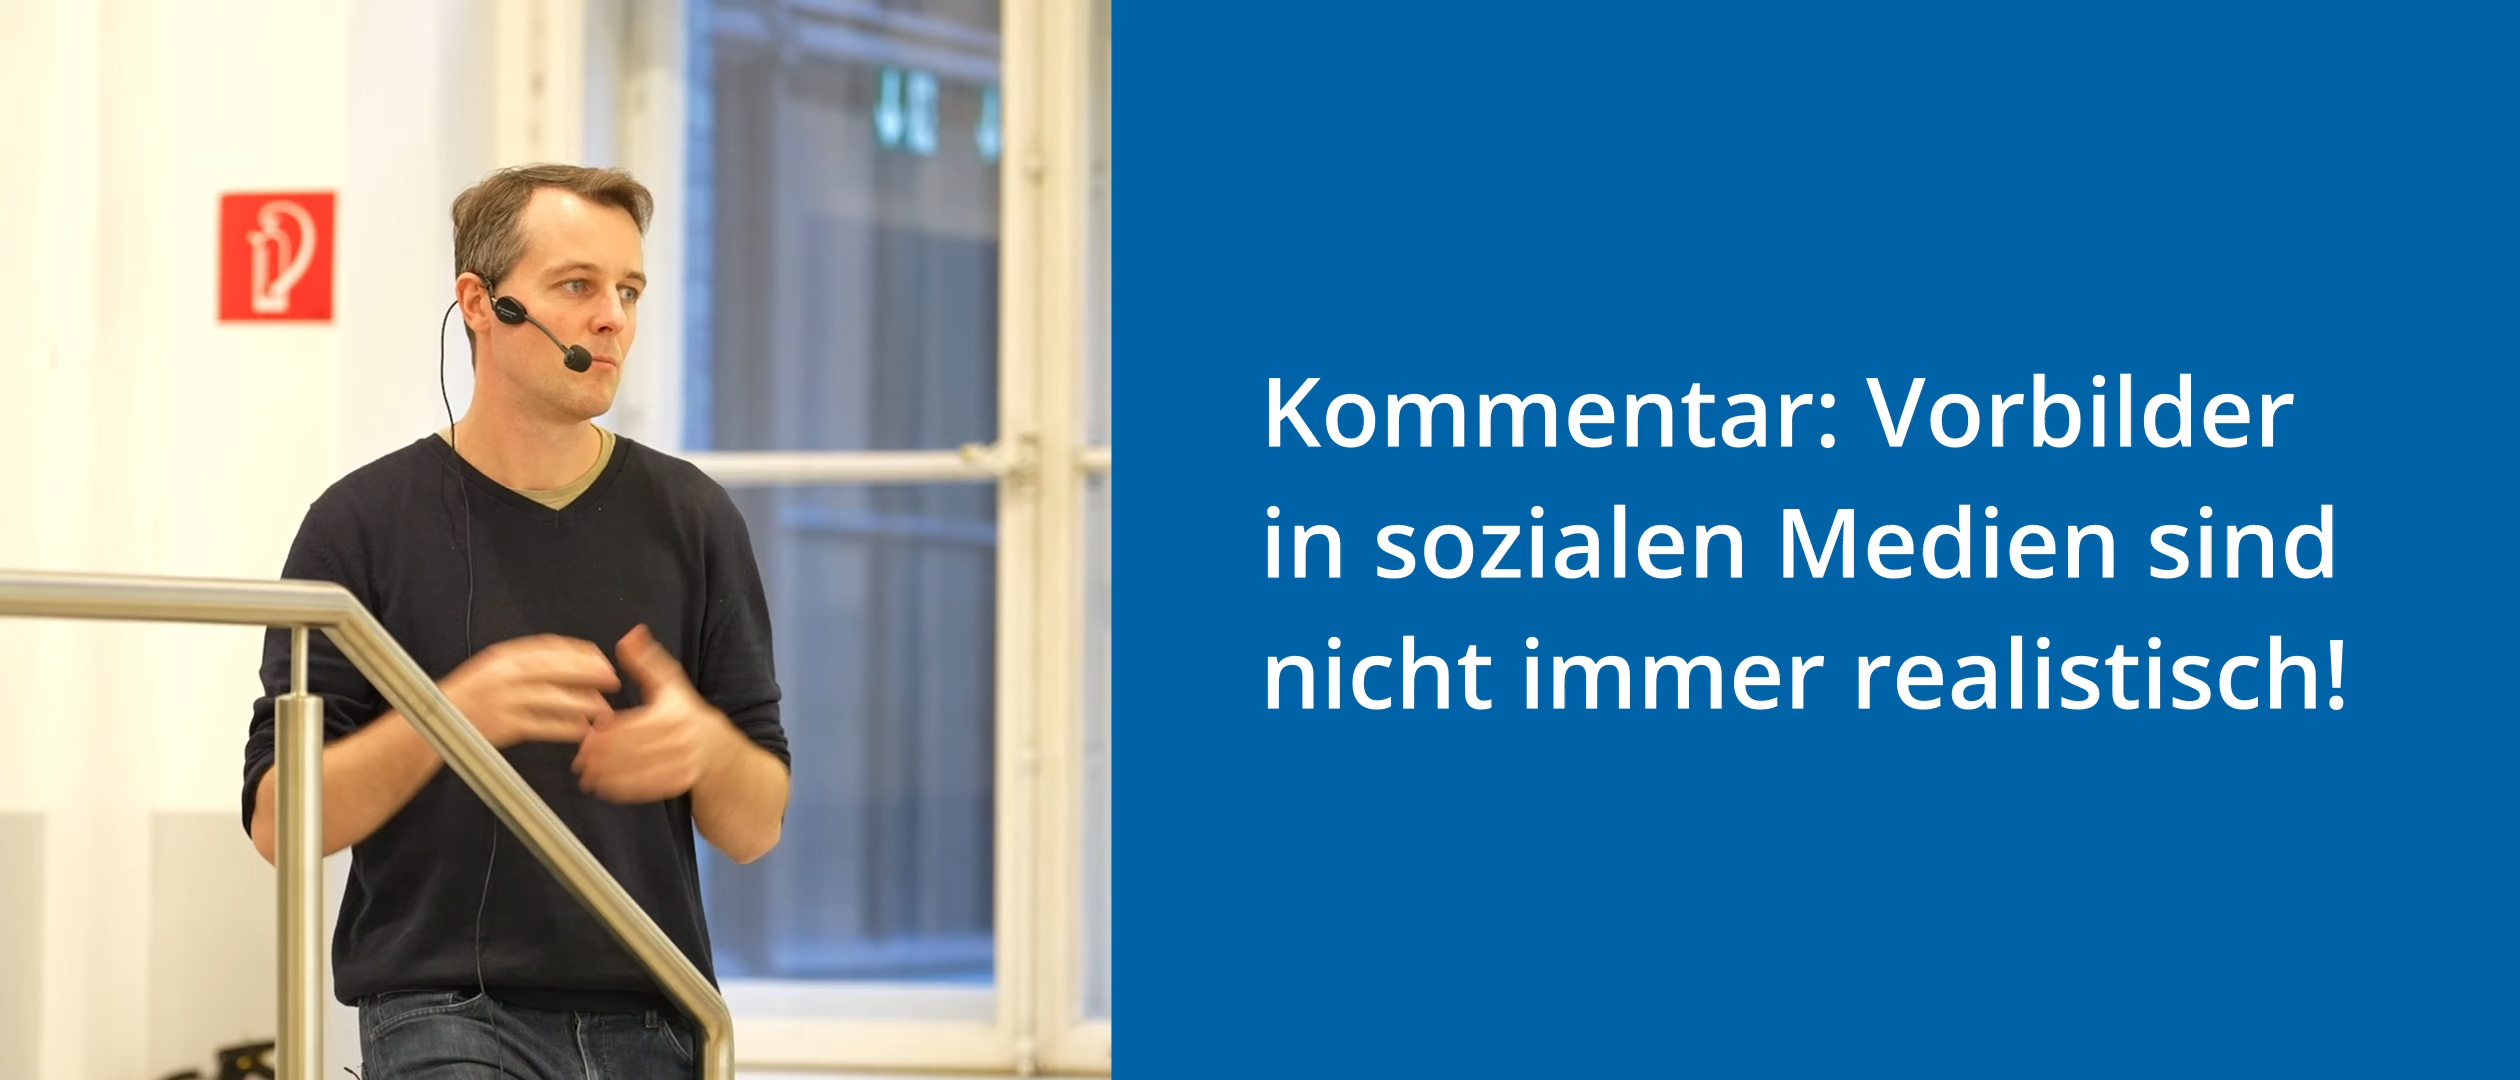 Kommentar: Vorbilder
in sozialen Medien sind
nicht immer realistisch!